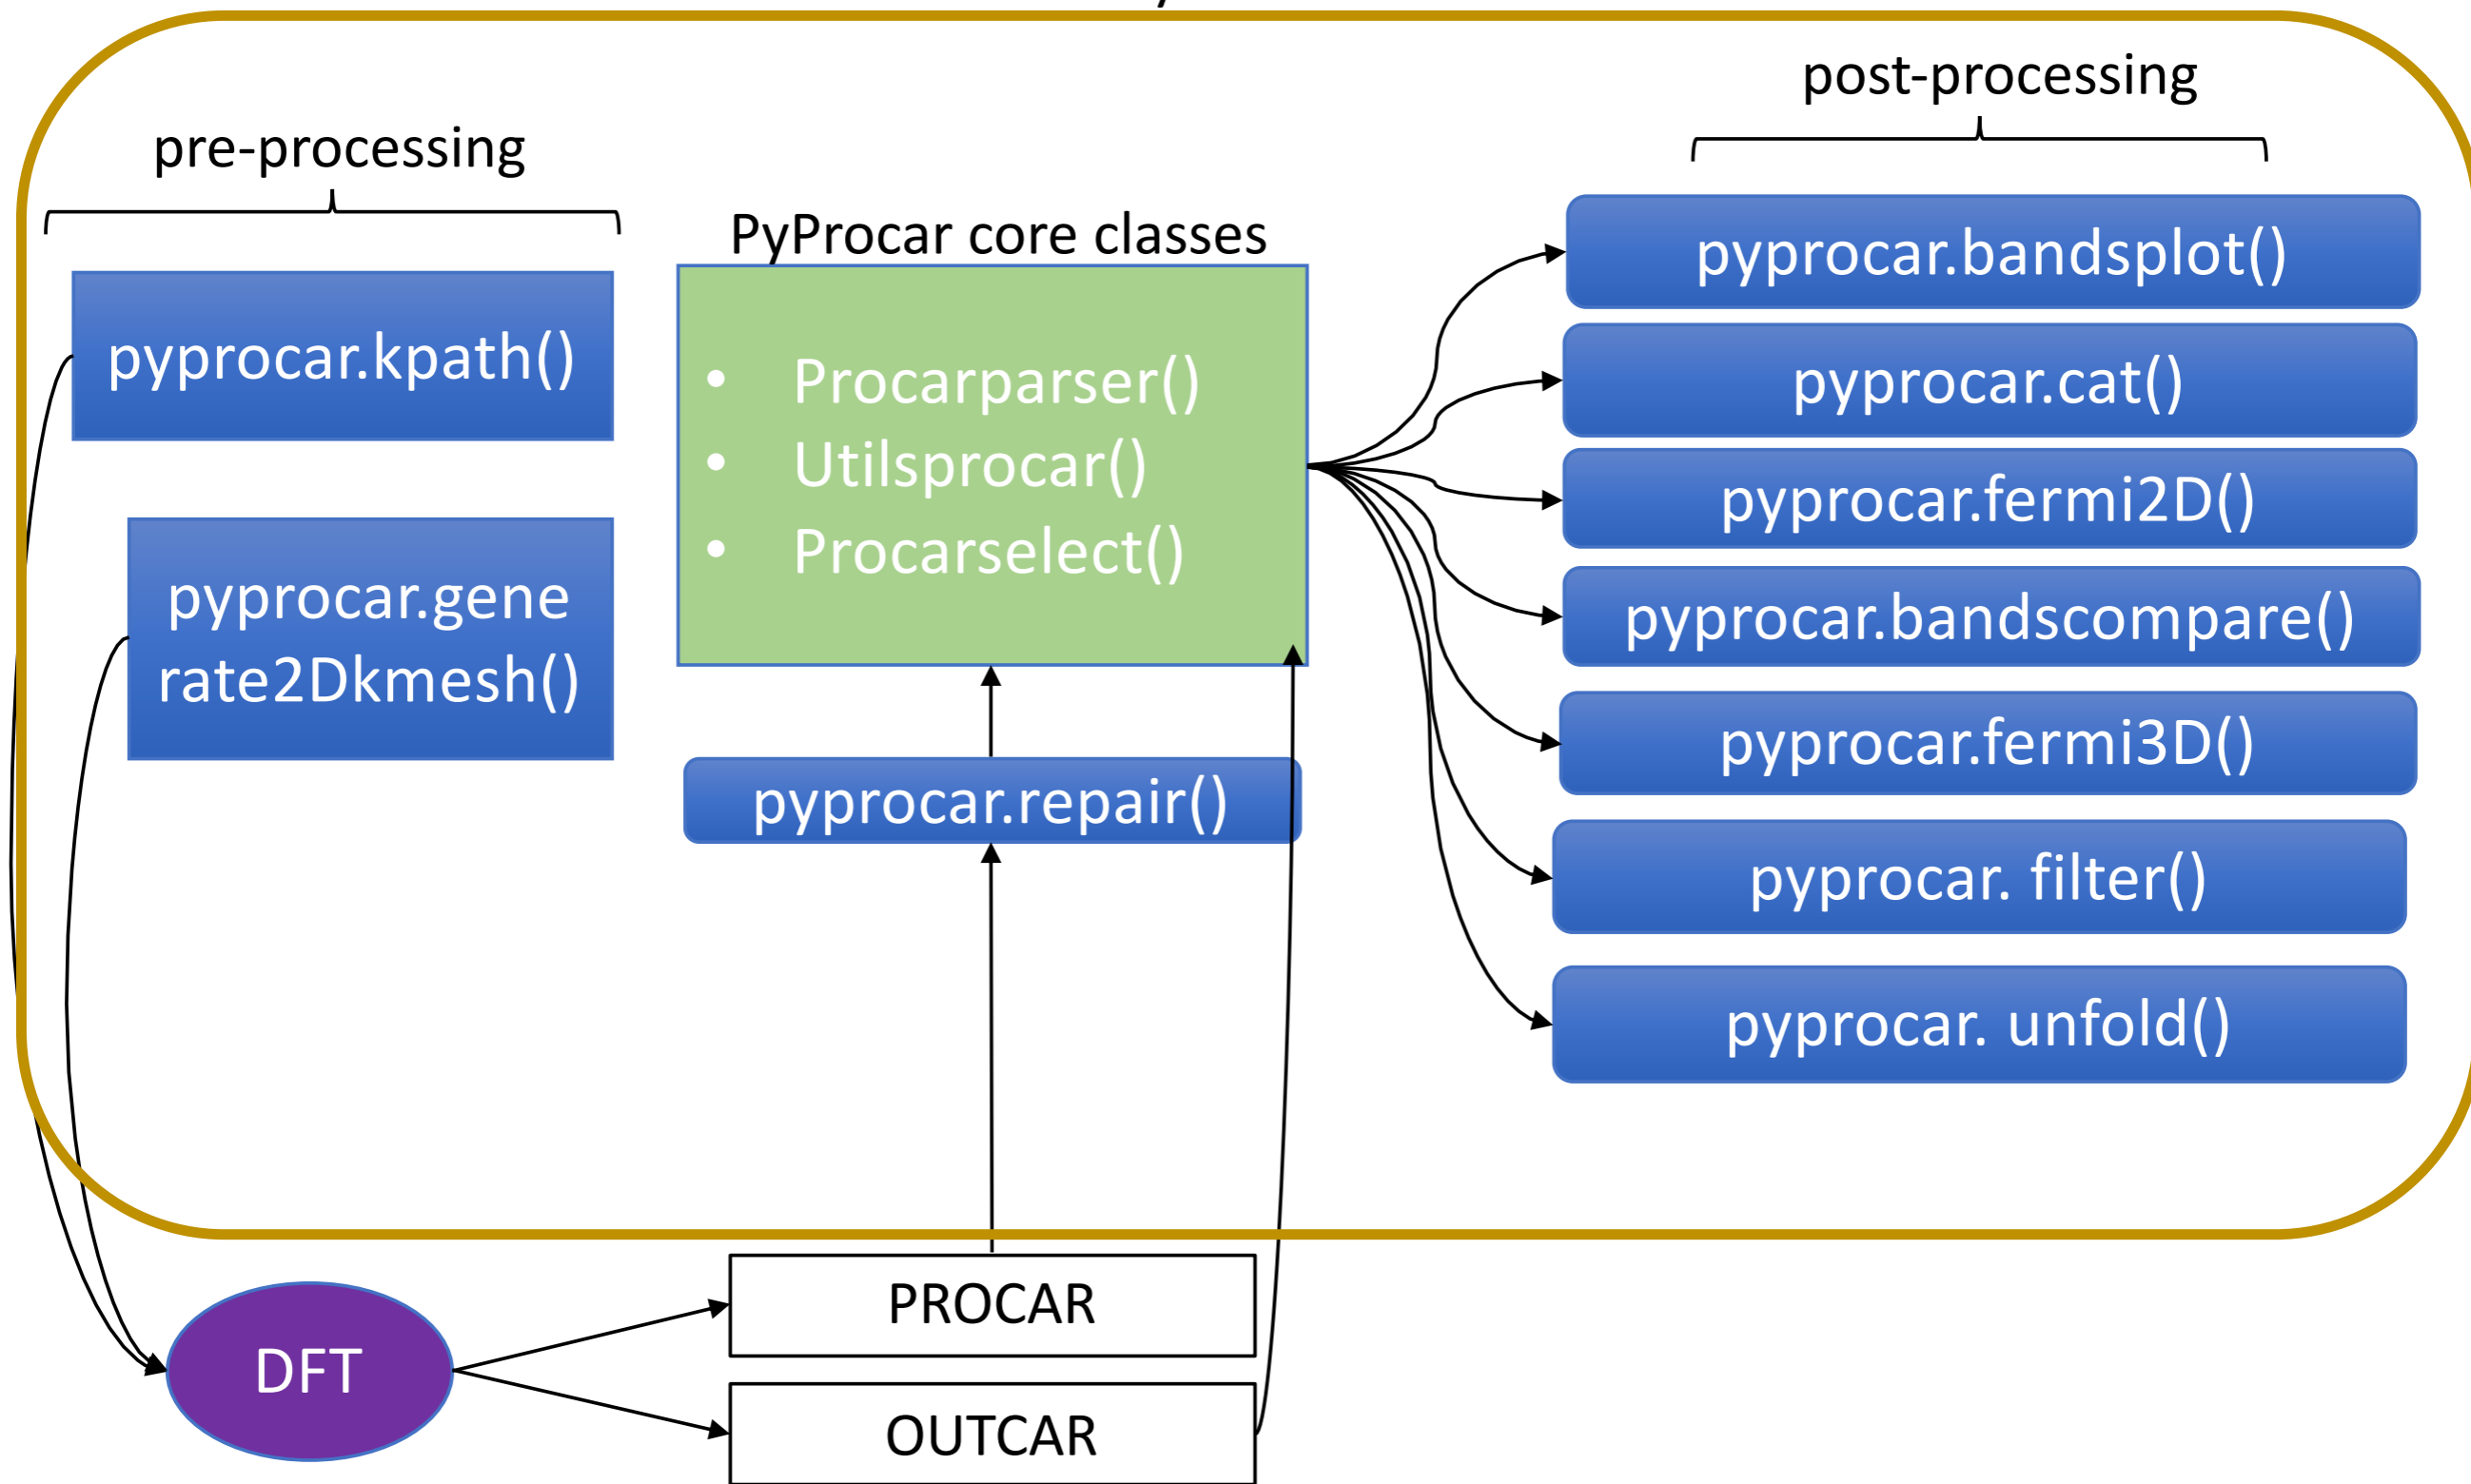 pre-processing
pyprocar.kpath()
pyprocar.gene
rate2Dkmesh()
PyProcar core classes
• Procarparser()
• Utilsprocar()
• Procarselect()
pyprocar.repair()
post-processing
pyprocar.bandsplot()
pyprocar.cat()
pyprocar.fermi2D()
pyprocar.bandscompare()
pyprocar.fermi3D()
pyprocar. filter()
pyprocar. unfold()
DFT
PROCAR
OUTCAR